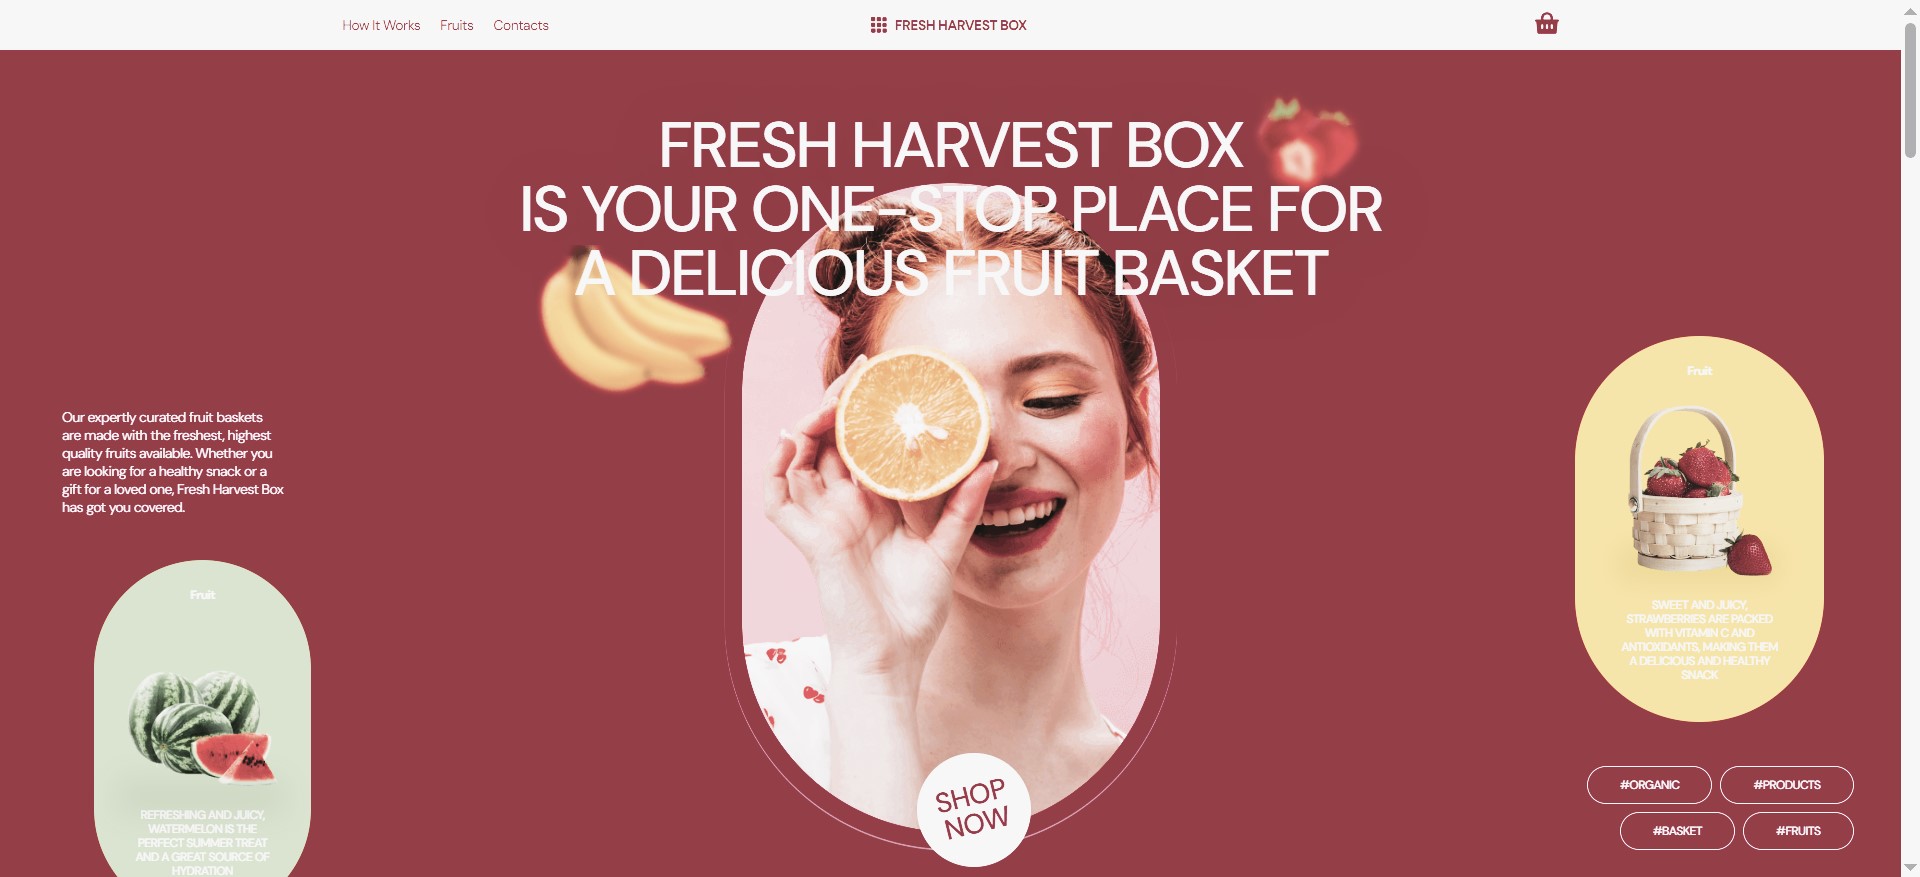 How It Works
Fruits
Contacts
FRESH HARVEST BOX
FRESH HARVEST BOX
IS YOUR ONE-STOP PLACE FOR
A DELICIOUS FRUIT BASKET
Our expertly curated fruit baskets
are made with the freshest, highest
quality fruits available. Whether you
are looking for a healthy snack or a
gift for a loved one, Fresh Harvest Box
has got you covered.
Fruit
REFRESHING AND JUICY,
WATERMELON IS THE
PERFECT SUMMER TREAT
AND A GREAT SOURCE OF
HYDRATION
SHOP
NOW
Fruit
SWEET AND JUICY,
STRAWBERRIES ARE PACKED
WITH VITAMIN C AND
ANTIOXIDANTS, MAKING THEM
A DELICIOUS AND HEALTHY
SNACK
#ORGANIC
#PRODUCTS
#BASKET
#FRUITS